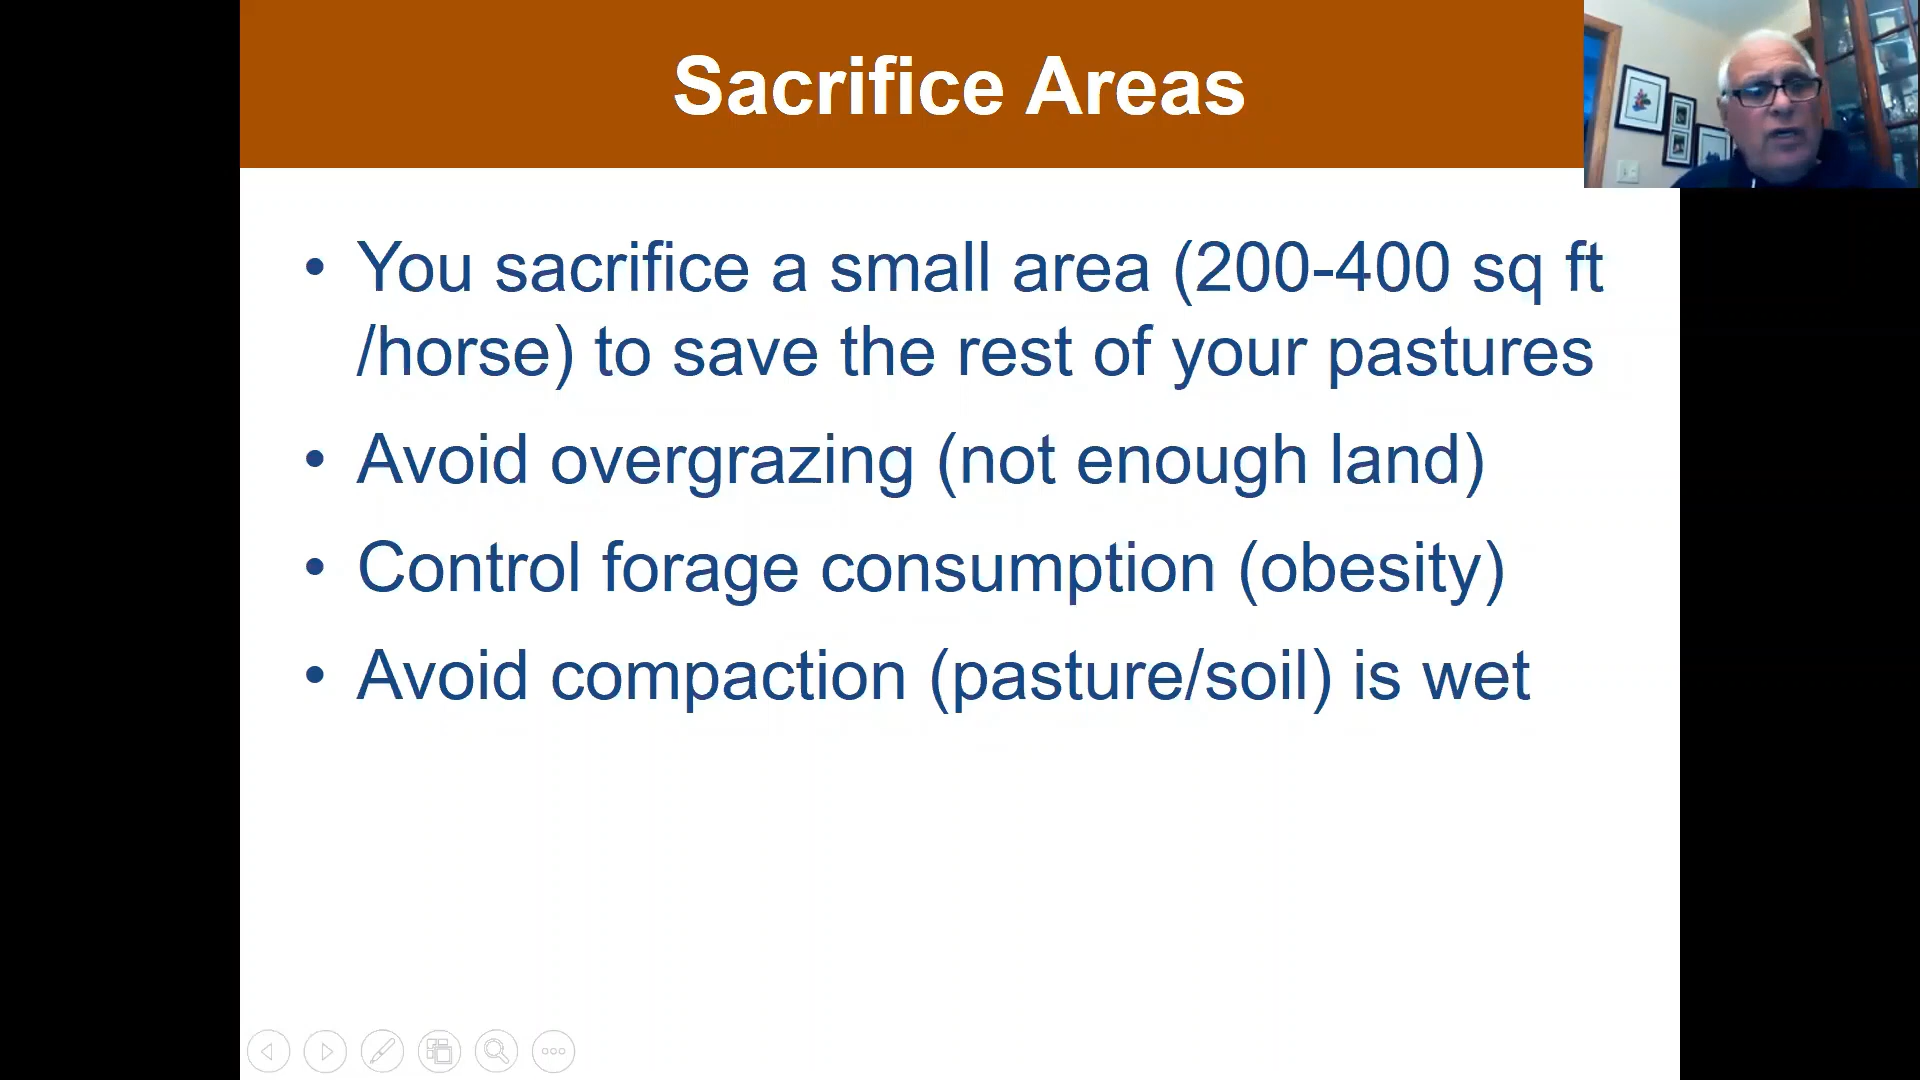 Sacrifice Areas
• You sacrifice a small area (200-400 sq ft
/horse) to save the rest of your pastures
• Avoid overgrazing (not enough land)
• Control forage consumption (obesity)
• Avoid compaction (pasture/soil) is wet